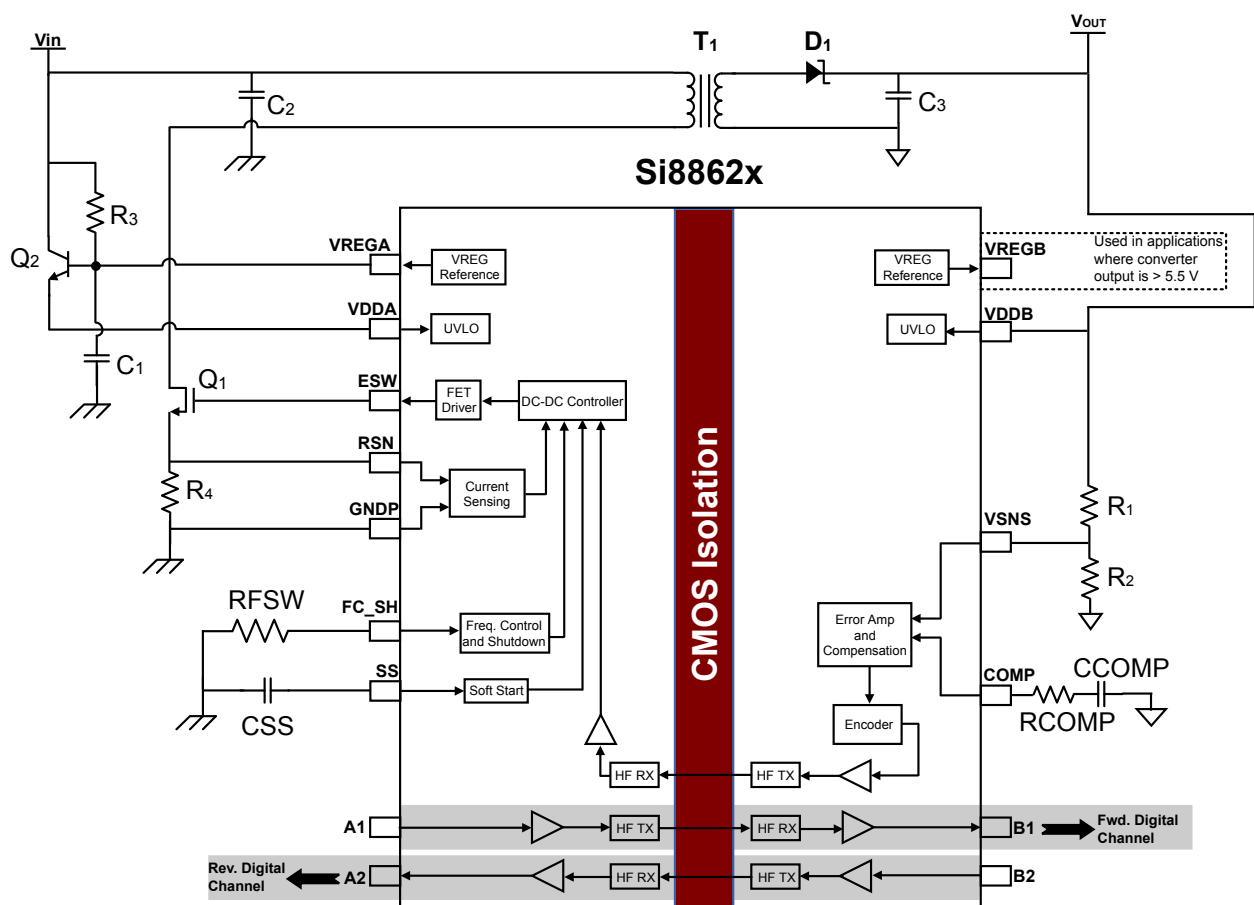 Vin
T1
D1
VOUT
C2
C3
Si8862x
R3
Q2
VREGA
VREG
Reference
VREG
Reference
VREGB
Used in applications
where converter
output is > 5.5 V
VDDA
UVLO
UVLO
VDDB
C1
Q1
ESW
FET
Driver
DC-DC Controller
RSN
R4
Current
Sensing
GNDP
CMOS Isolation
VSNS
R1
R2
RFSW
FC_SH
Freq. Control
and Shutdown
Error Amp
and
Compensation
SS
Soft Start
CSS
COMP
CCOMP
RCOMP
Encoder
HF RX
HF TX
A1
HF TX
HF RX
B1
Fwd. Digital
Channel
Rev. Digital
Channel
A2
HF RX
HF TX
B2